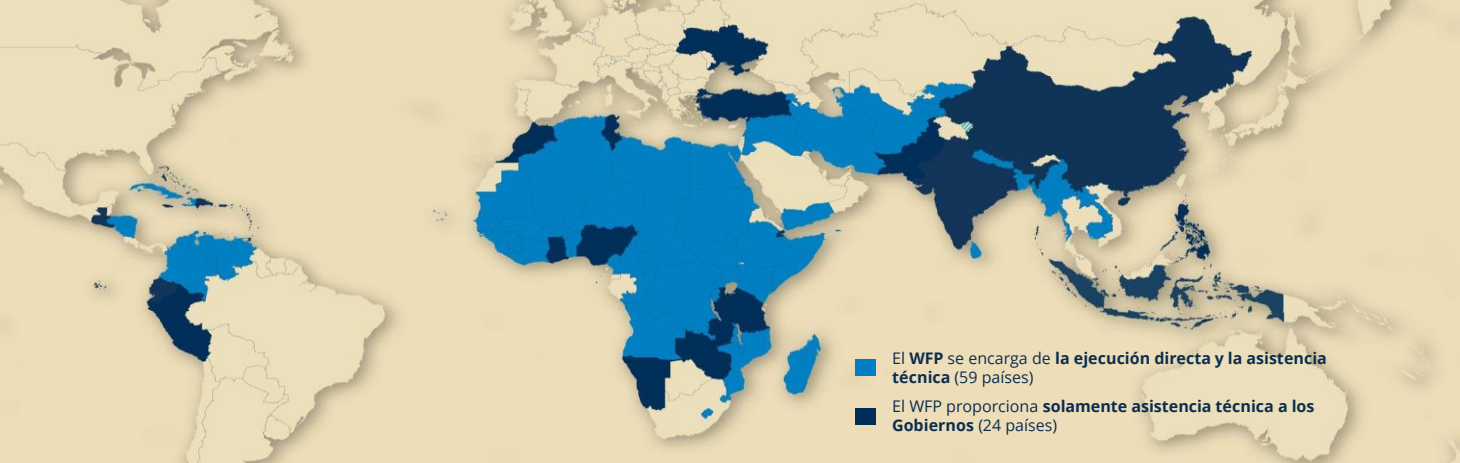 El WFP se encarga de la ejecución directa y la asistencia
técnica (59 países)
El WFP proporciona solamente asistencia técnica a los
Gobiernos (24 países)